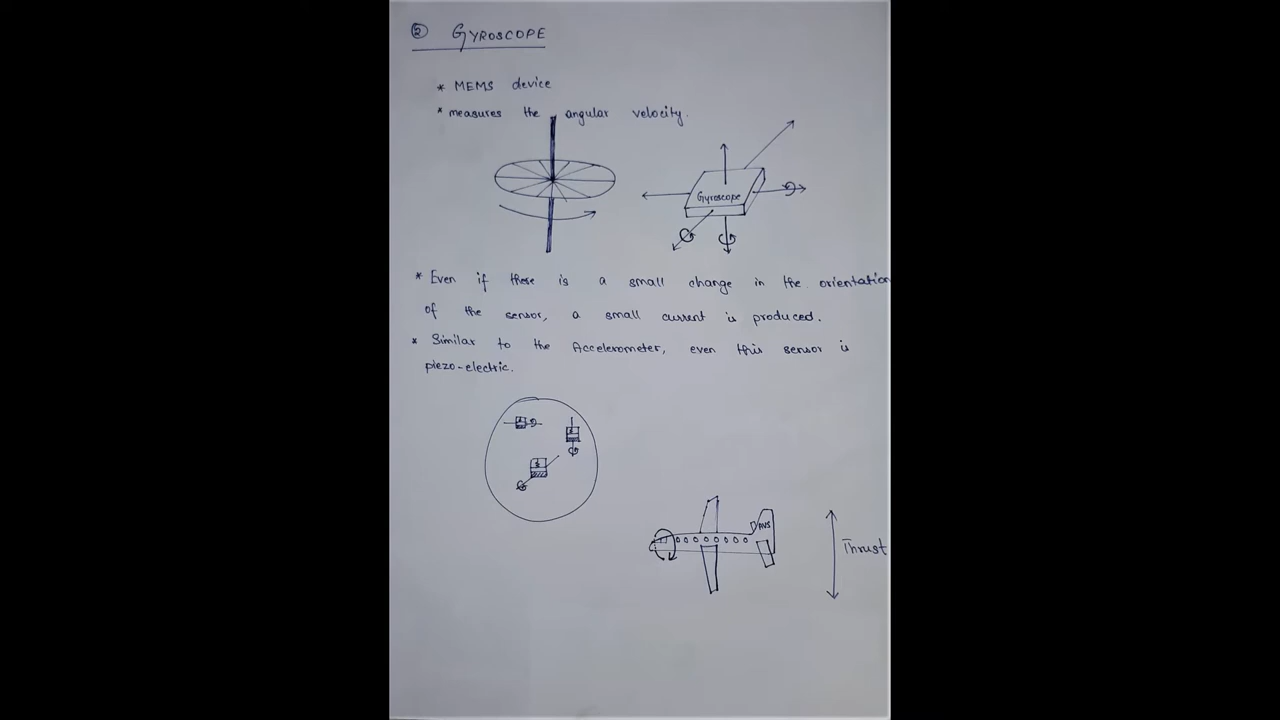 ② GYROSCOPE
* MEMS device
* measures the angular velocity.
Gyroscope
* Even if there is a small change in the orientation
of the sensor, a small current is produced.
* Similar to the Accelerometer, even this sensor is
piezo-electric.
AVS
Thrust